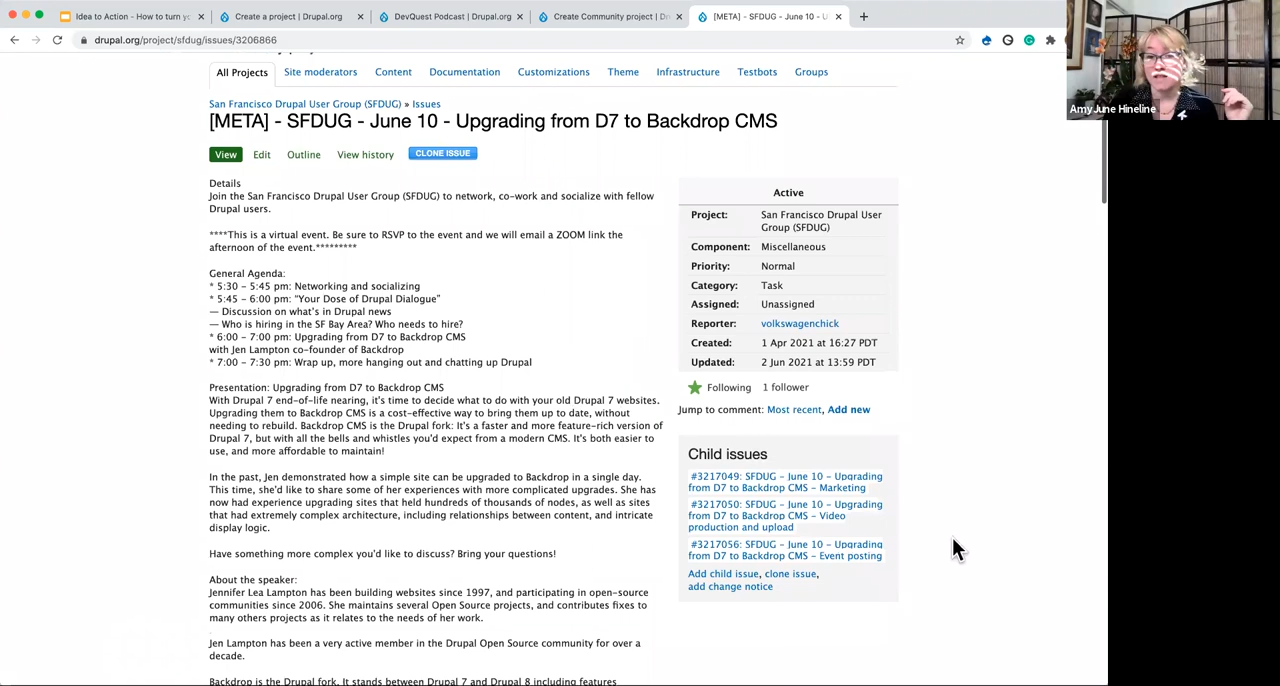 Idea to Action - How to turn yo
Create a project | Drupal.org
DevQuest Podcast | Drupal.org
Create Community project | Dr
[META] - SFDUG - June 10 - U
drupal.org/project/sfdug/issues/3206866
AmyJune Hineline
All Projects
Site moderators
Content
Documentation
Customizations
Theme
Infrastructure
Testbots
Groups
San Francisco Drupal User Group (SFDUG) » Issues
[META] - SFDUG - June 10 - Upgrading from D7 to Backdrop CMS
View
Edit
Outline
View history
CLONE ISSUE
Details
Join the San Francisco Drupal User Group (SFDUG) to network, co-work and socialize with fellow
Drupal users.
****This is a virtual event. Be sure to RSVP to the event and we will email a ZOOM link the
afternoon of the event.*********
General Agenda:
* 5:30 - 5:45 pm: Networking and socializing
* 5:45 - 6:00 pm: "Your Dose of Drupal Dialogue"
— Discussion on what's in Drupal news
— Who is hiring in the SF Bay Area? Who needs to hire?
* 6:00 - 7:00 pm: Upgrading from D7 to Backdrop CMS
with Jen Lampton co-founder of Backdrop
* 7:00 - 7:30 pm: Wrap up, more hanging out and chatting up Drupal
Presentation: Upgrading from D7 to Backdrop CMS
With Drupal 7 end-of-life nearing, it's time to decide what to do with your old Drupal 7 websites.
Upgrading them to Backdrop CMS is a cost-effective way to bring them up to date, without
needing to rebuild. Backdrop CMS is the Drupal fork: It's a faster and more feature-rich version of
Drupal 7, but with all the bells and whistles you'd expect from a modern CMS. It's both easier to
use, and more affordable to maintain!
In the past, Jen demonstrated how a simple site can be upgraded to Backdrop in a single day.
This time, she'd like to share some of her experiences with more complicated upgrades. She has
now had experience upgrading sites that held hundreds of thousands of nodes, as well as sites
that had extremely complex architecture, including relationships between content, and intricate
display logic.
Have something more complex you'd like to discuss? Bring your questions!
About the speaker:
Jennifer Lea Lampton has been building websites since 1997, and participating in open-source
communities since 2006. She maintains several Open Source projects, and contributes fixes to
many others projects as it relates to the needs of her work.
Jen Lampton has been a very active member in the Drupal Open Source community for over a
decade.
Backdrop is the Drupal fork. It stands between Drupal 7 and Drupal 8 including features
Active
Project: San Francisco Drupal User
Group (SFDUG)
Component: Miscellaneous
Priority: Normal
Category: Task
Assigned: Unassigned
Reporter: volkswagenchick
Created: 1 Apr 2021 at 16:27 PDT
Updated: 2 Jun 2021 at 13:59 PDT
Following 1 follower
Jump to comment: Most recent, Add new
Child issues
#3217049: SFDUG - June 10 - Upgrading
from D7 to Backdrop CMS - Marketing
#3217050: SFDUG - June 10 - Upgrading
from D7 to Backdrop CMS - Video
production and upload
#3217056: SFDUG - June 10 - Upgrading
from D7 to Backdrop CMS - Event posting
Add child issue, clone issue,
add change notice